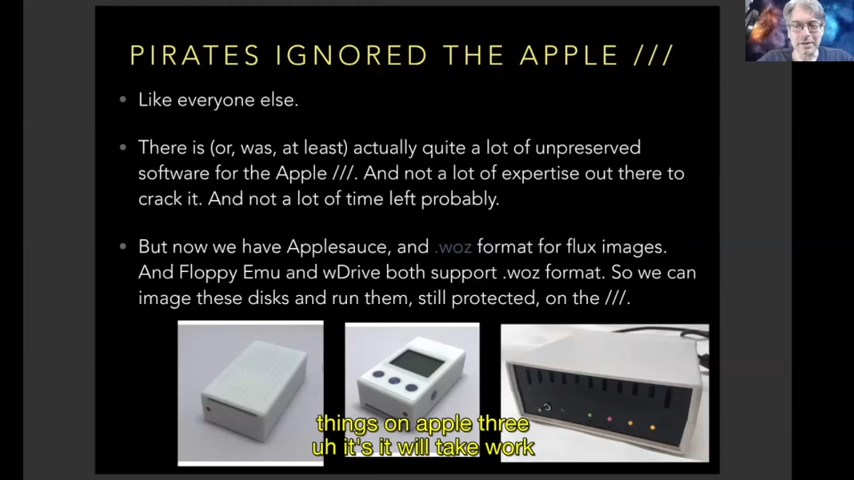 PIRATES IGNORED THE APPLE ///
• Like everyone else.
• There is (or, was, at least) actually quite a lot of unpreserved
software for the Apple ///. And not a lot of expertise out there to
crack it. And not a lot of time left probably.
• But now we have Applesauce, and .woz format for flux images.
And Floppy Emu and wDrive both support .woz format. So we can
image these disks and run them, still protected, on the ///.
things on apple three
uh it's it will take work